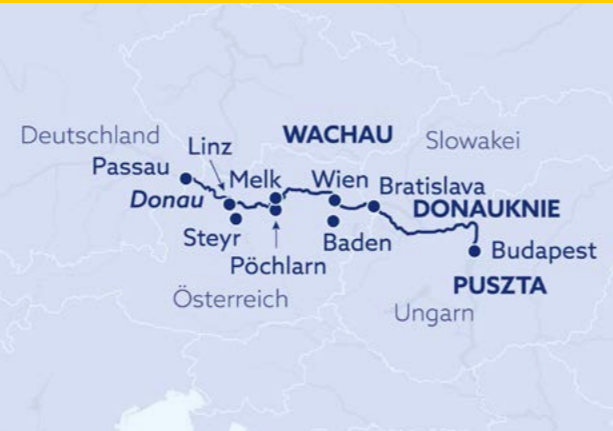 Deutschland
Linz
WACHAU
Slowakei
Passau
Melk
Wien
Bratislava
Donau
DONAUKNIE
Steyr
Baden
Budapest
Pöchlarn
PUSZTA
Österreich
Ungarn